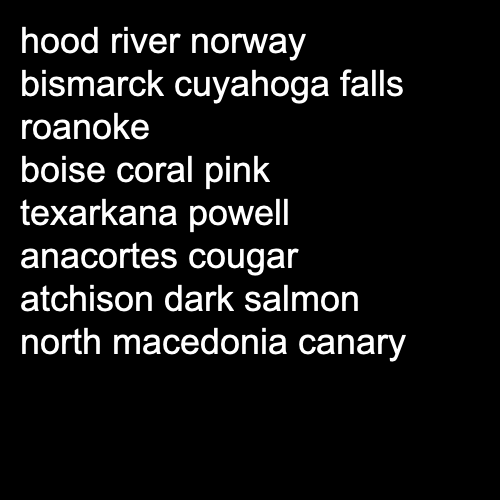 hood river norway
bismarck cuyahoga falls
roanoke
boise coral pink
texarkana powell
anacortes cougar
atchison dark salmon
north macedonia canary